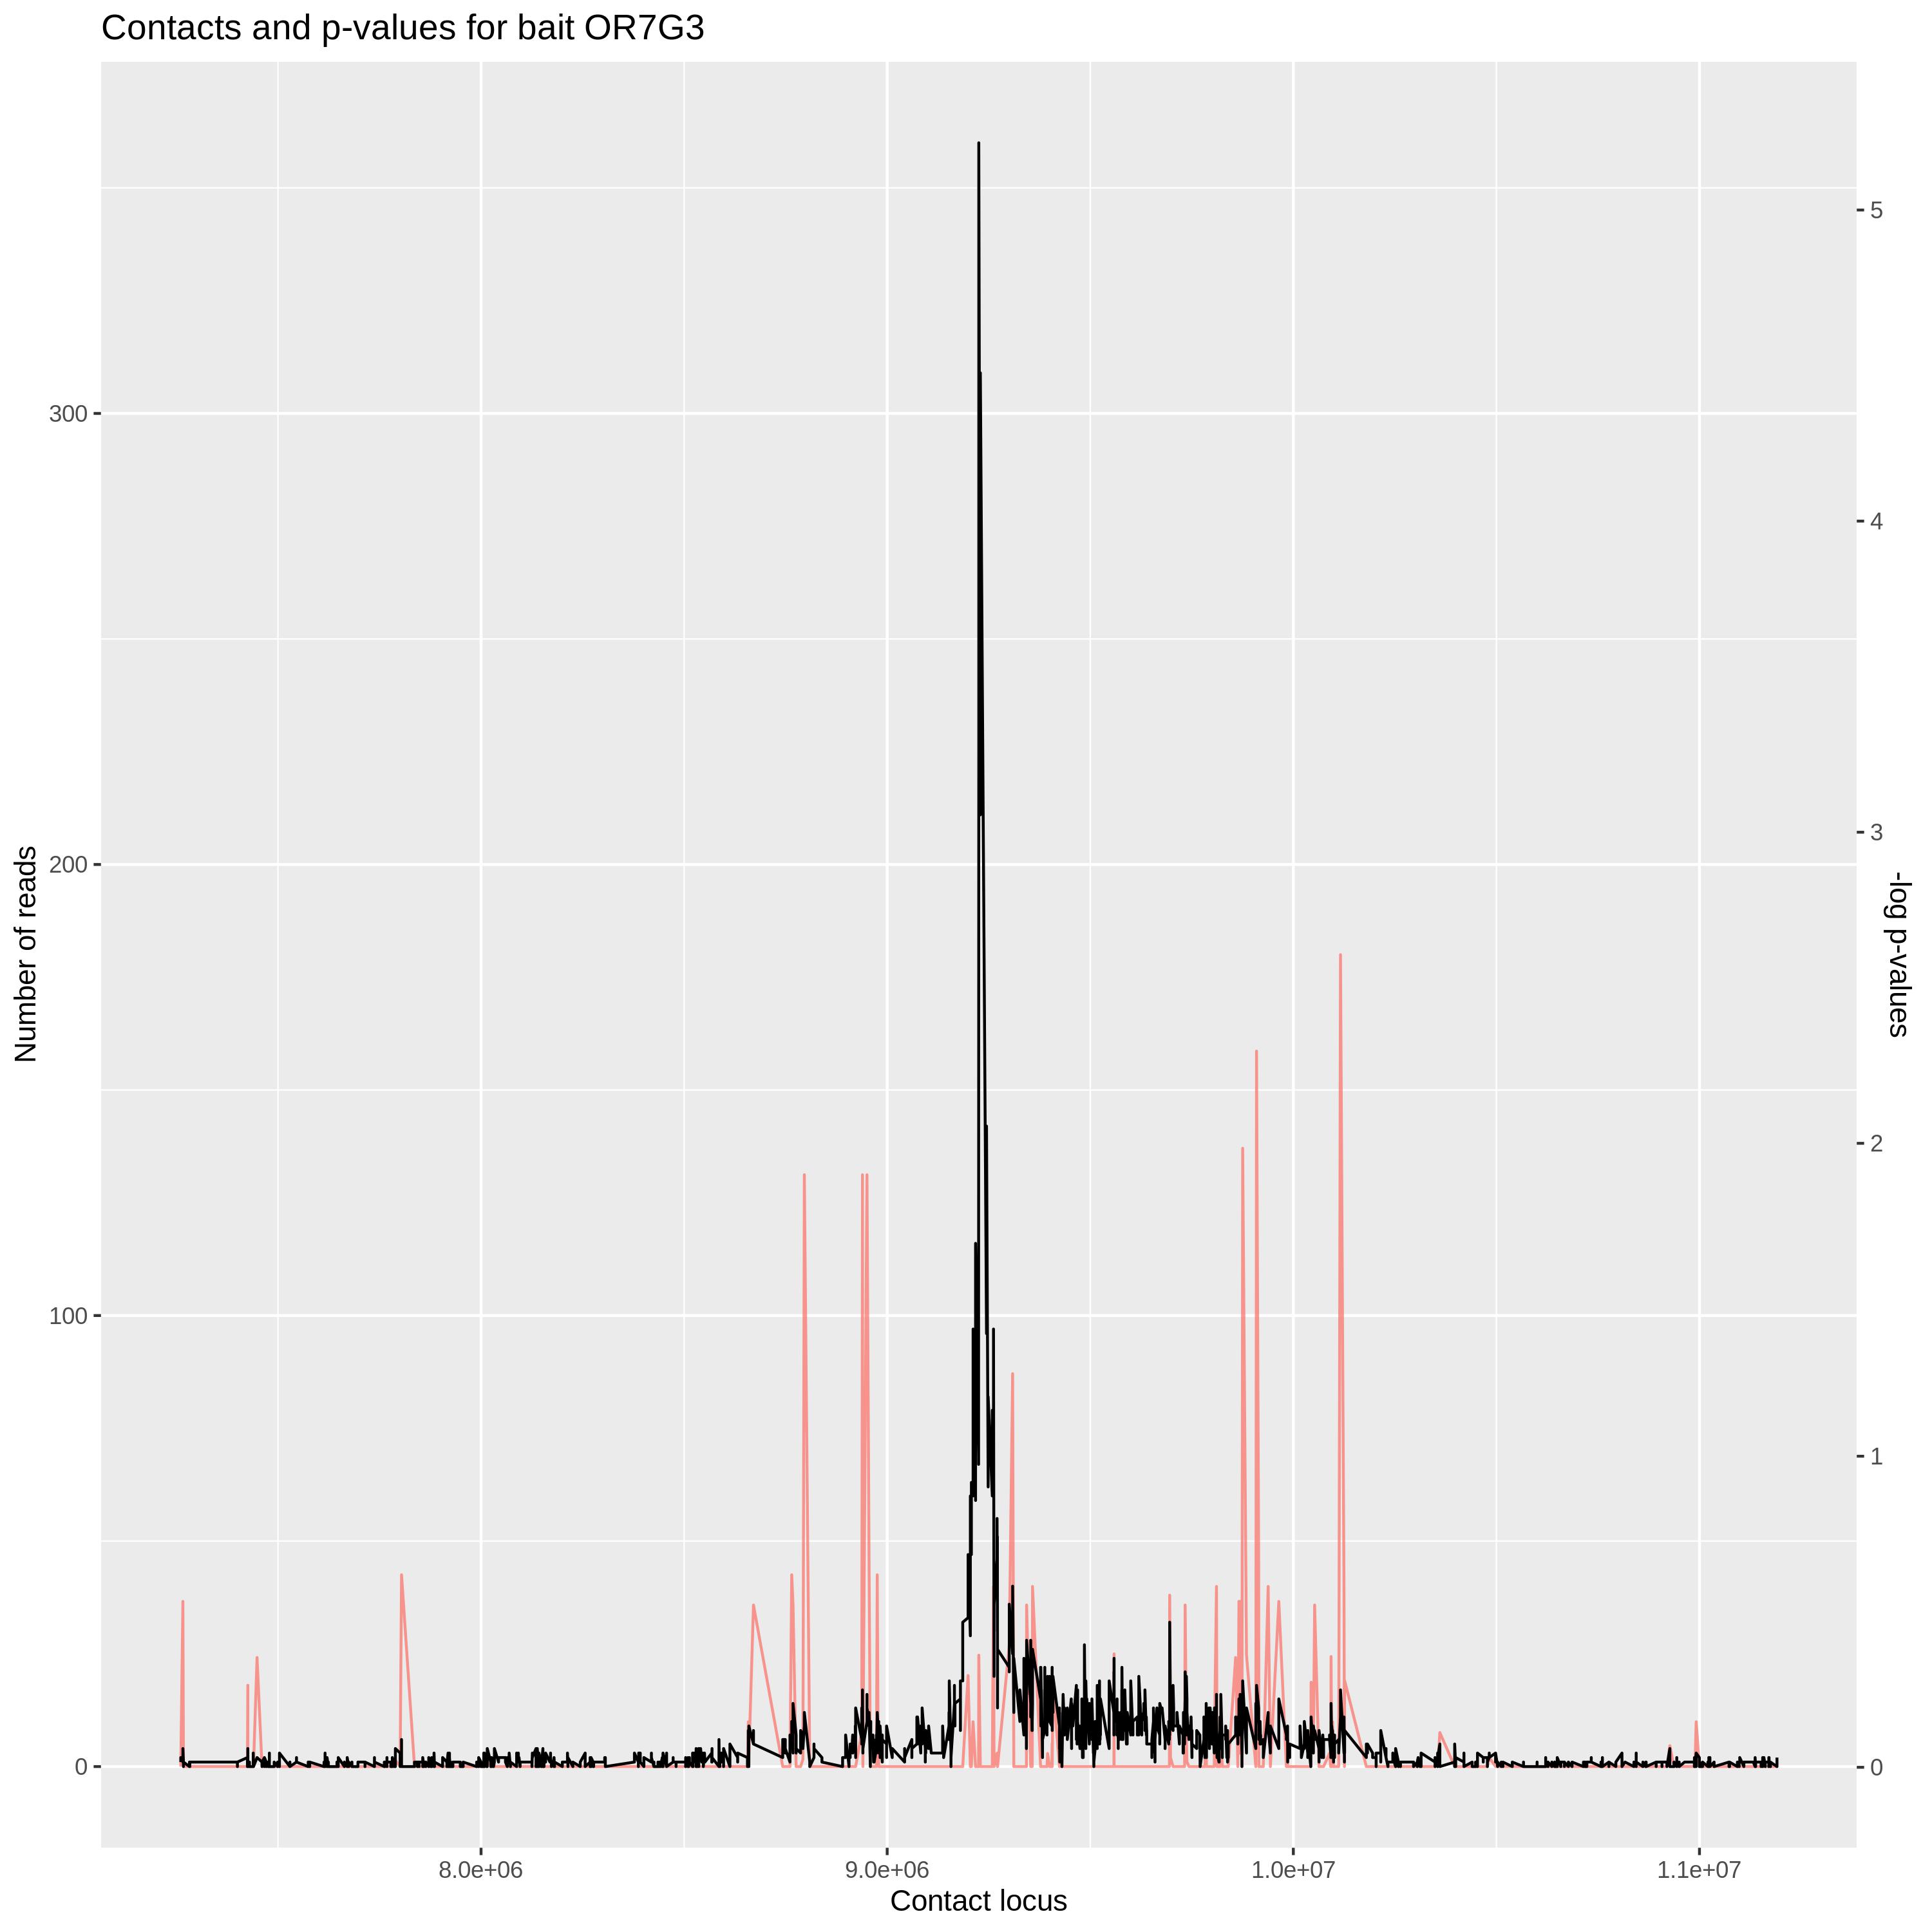 Contacts and p-values for bait OR7G3
Number of reads
300
200
100
0
5
4
3
2
1
0
-log p-values
8.0e+06
9.0e+06
1.0e+07
1.1e+07
Contact locus